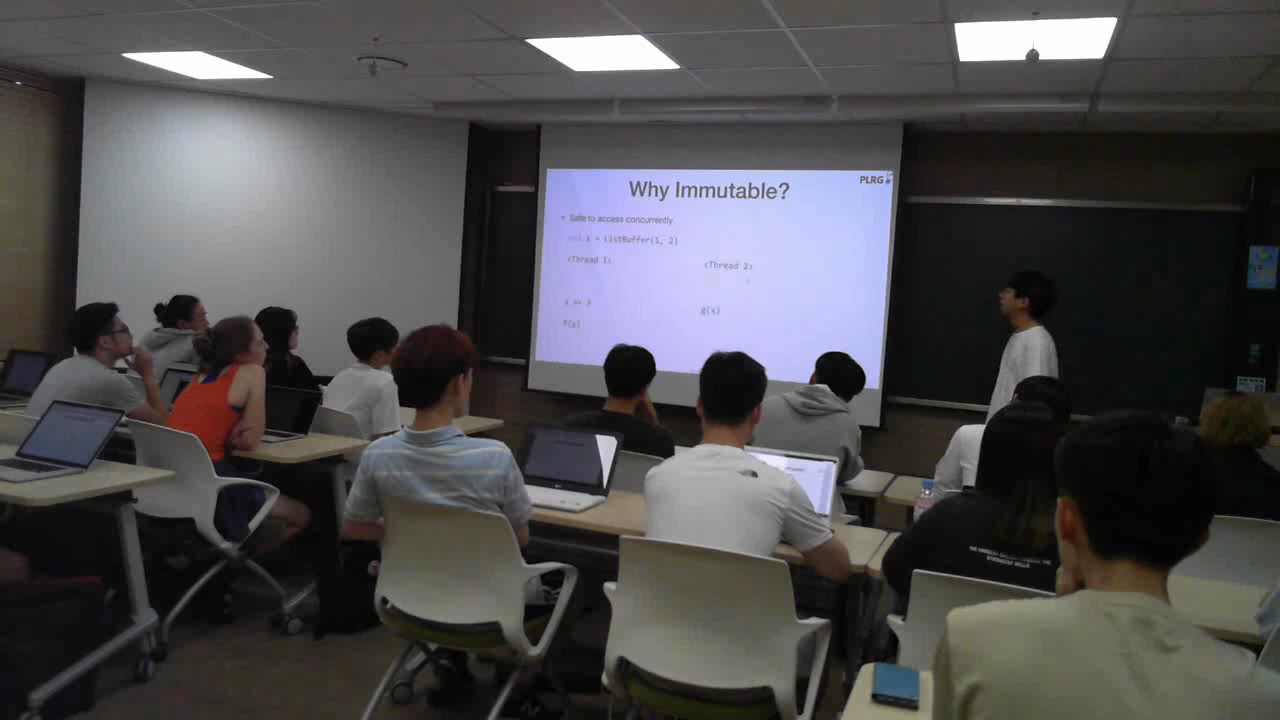 PLRG
Why Immutable?
• Safe to access concurrently
val x = ListBuffer(1, 2)
<Thread 1>
<Thread 2>
x += 3
g(x)
f(x)